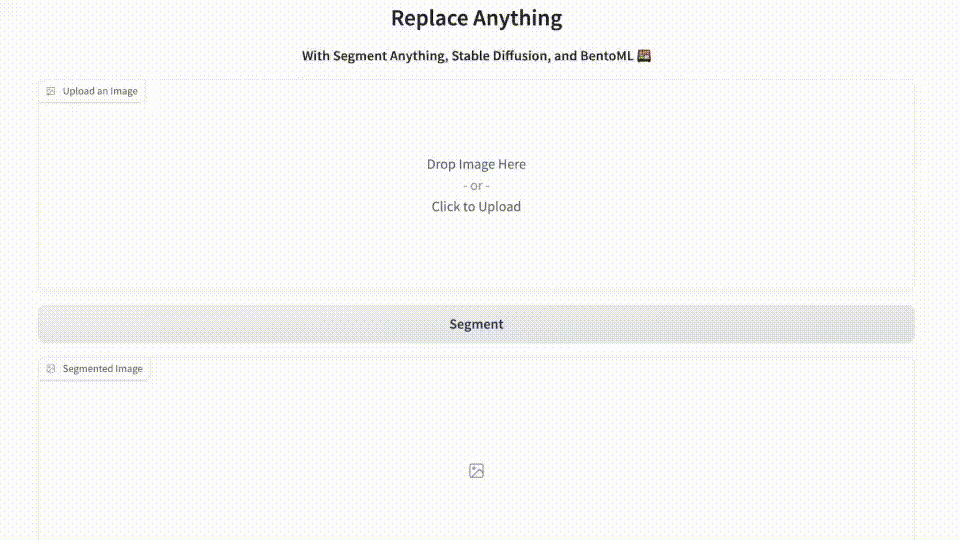 Replace Anything
With Segment Anything, Stable Diffusion, and BentoML 🍱
Upload an Image
Drop Image Here
- or -
Click to Upload
Segment
Segmented Image